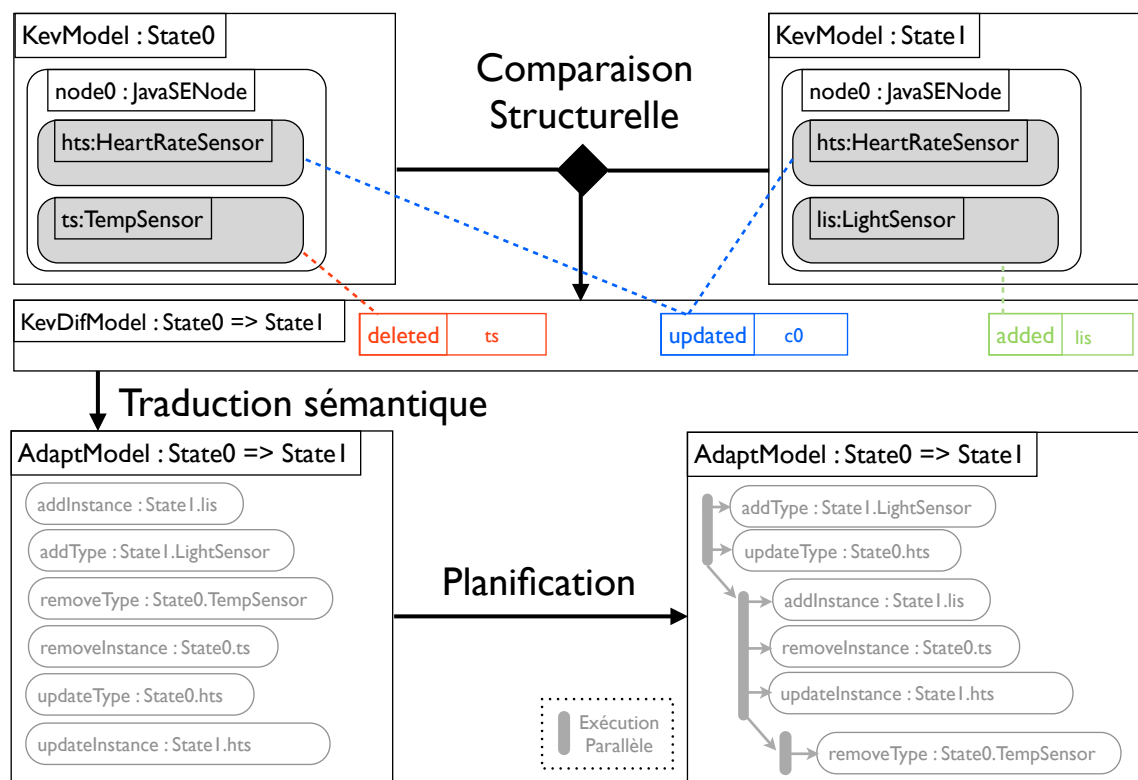 KevModel : State0
node0 : JavaSENode
hts:HeartRateSensor
ts:TempSensor
Comparaison
Structurelle
KevModel : State1
node0 : JavaSENode
hts:HeartRateSensor
lis:LightSensor
KevDifModel : State0 => State1
deleted ts
updated c0
added lis
Traduction sémantique
AdaptModel : State0 => State1
addInstance : State1.lis
addType : State1.LightSensor
removeType : State0.TempSensor
removeInstance : State0.ts
updateType : State0.hts
updateInstance : State1.hts
Planification
Exécution
Parallèle
AdaptModel : State0 => State1
addType : State1.LightSensor
updateType : State0.hts
addInstance : State1.lis
removeInstance : State0.ts
updateInstance : State1.hts
removeType : State0.TempSensor